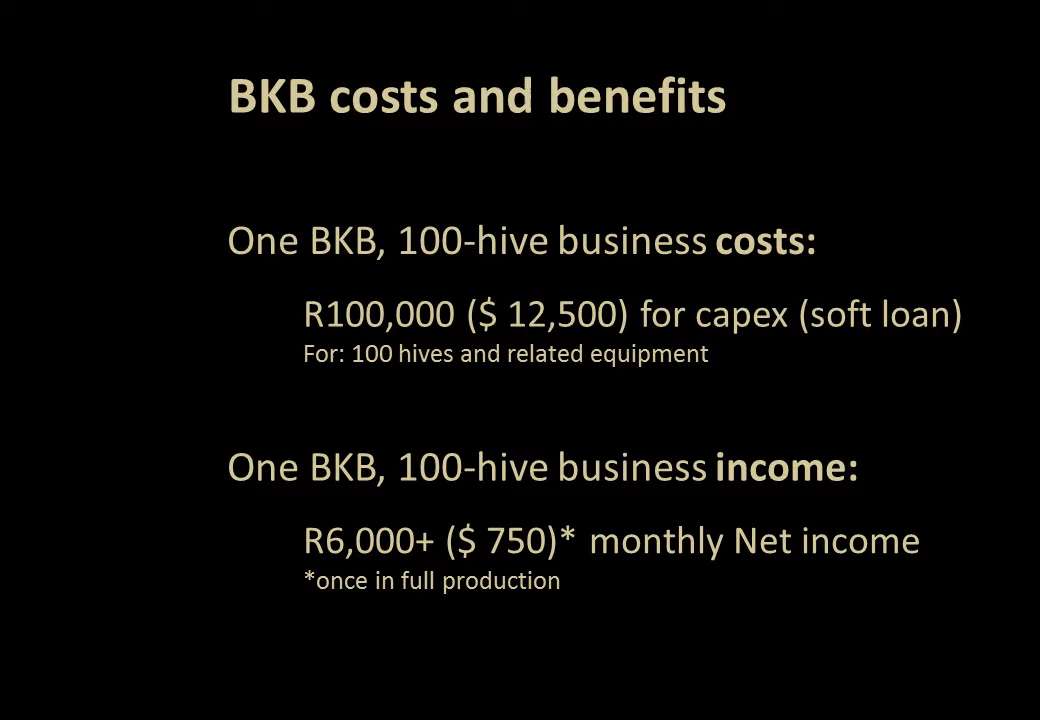 BKB costs and benefits
One BKB, 100-hive business costs:
R100,000 ($ 12,500) for capex (soft loan)
For: 100 hives and related equipment
One BKB, 100-hive business income:
R6,000+ ($ 750)* monthly Net income
*once in full production